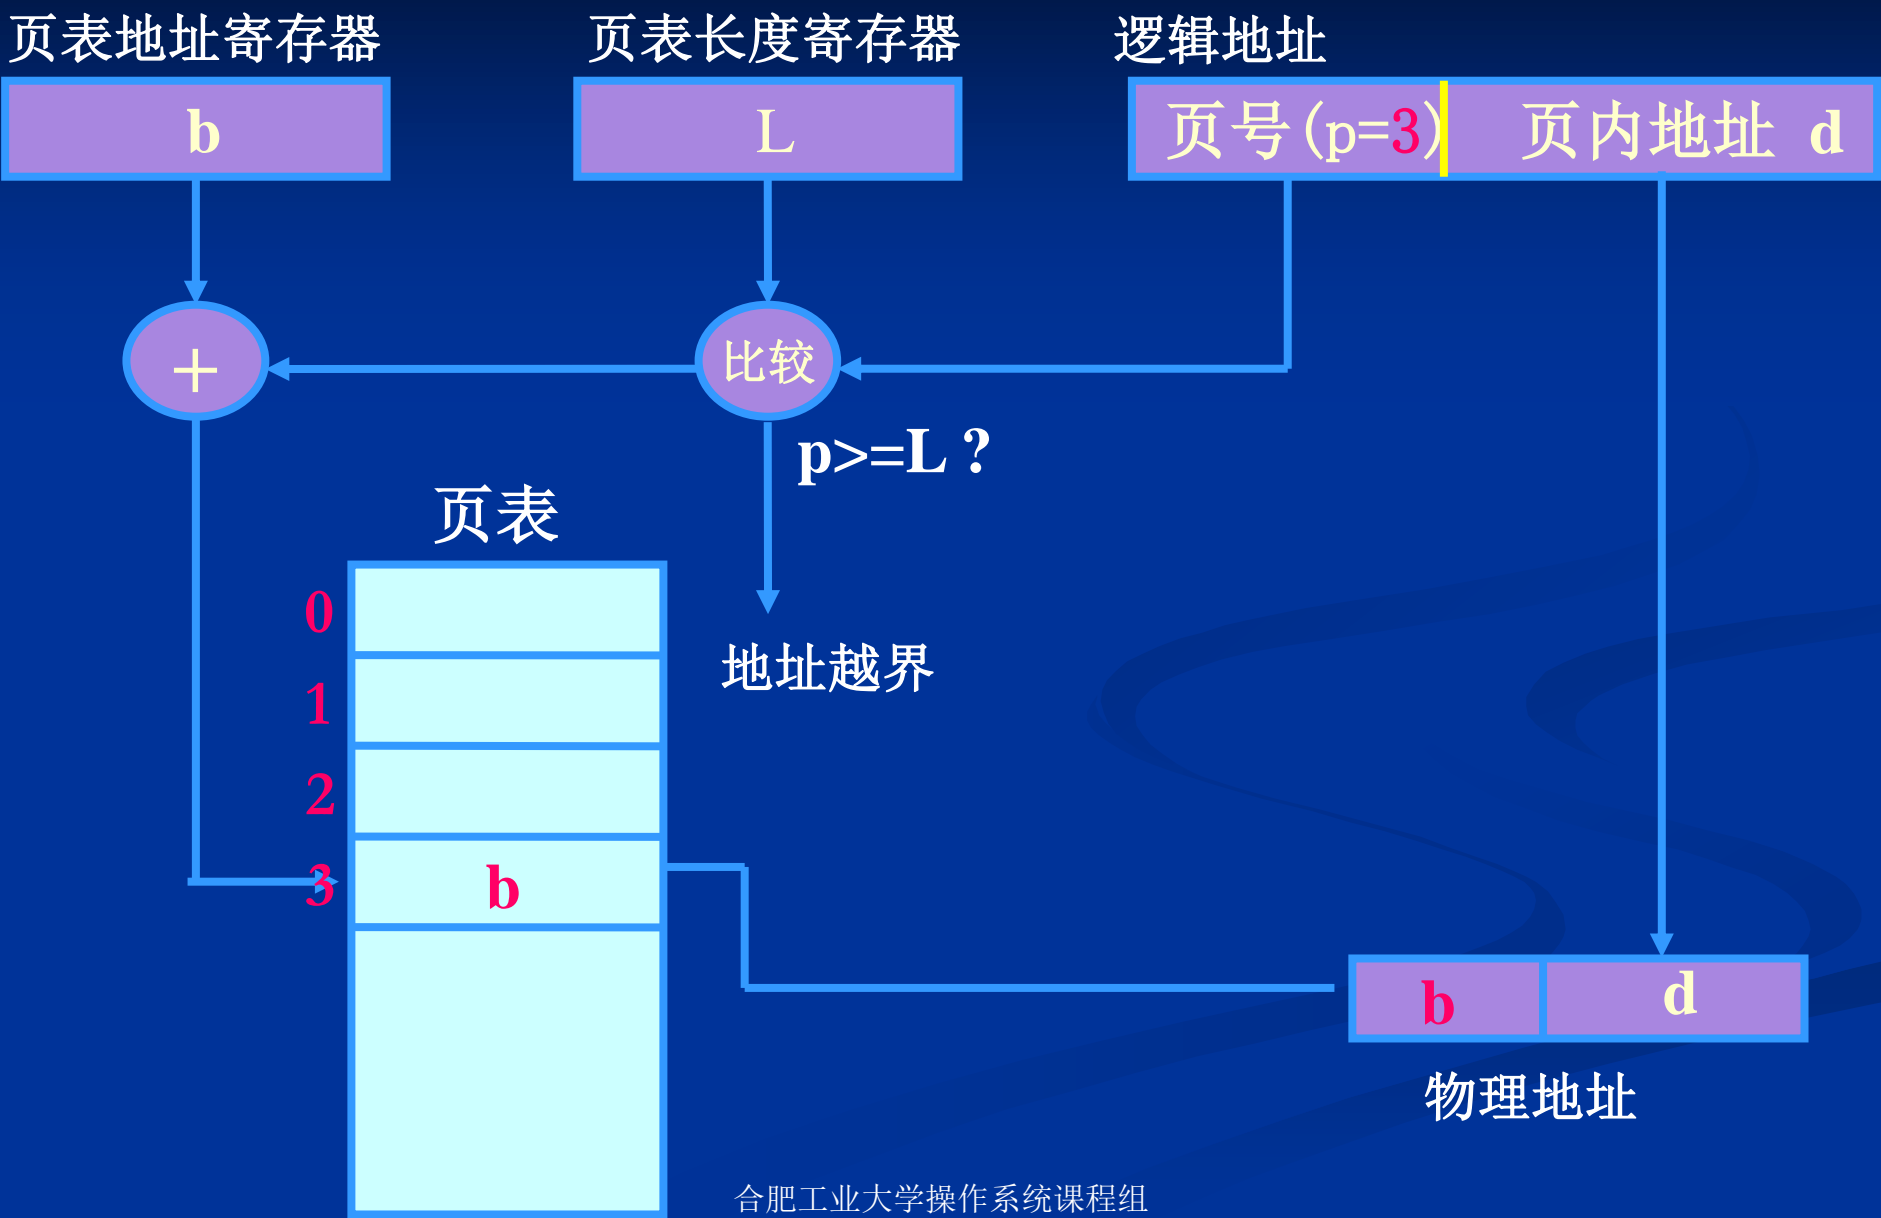 页表地址寄存器
页表长度寄存器
逻辑地址
b
L
页号(p=3)
页内地址 d
+
比较
p>=L ?
页表
0
1
2
3
b
地址越界
b
d
物理地址
合肥工业大学操作系统课程组